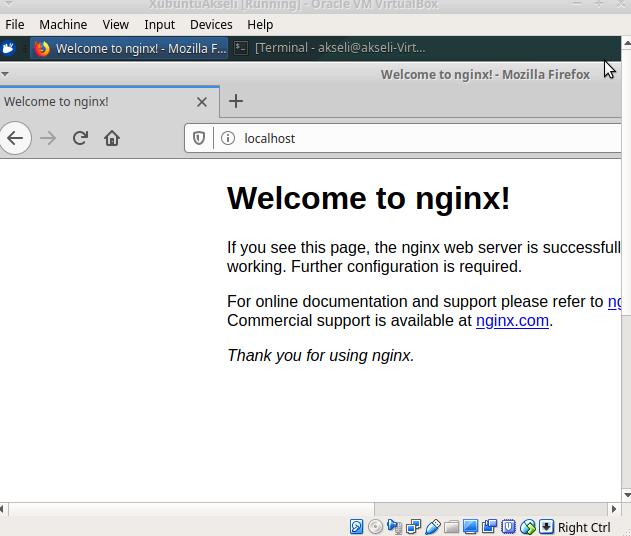 XubuntuAkseli [Running] - Oracle VM VirtualBox
File Machine View Input Devices Help
Welcome to nginx! - Mozilla F... [Terminal - akseli@akseli-Virt...
Welcome to nginx! - Mozilla Firefox
Welcome to nginx!
localhost
Welcome to nginx!
If you see this page, the nginx web server is successfull
working. Further configuration is required.
For online documentation and support please refer to ng
Commercial support is available at nginx.com.
Thank you for using nginx.
Right Ctrl